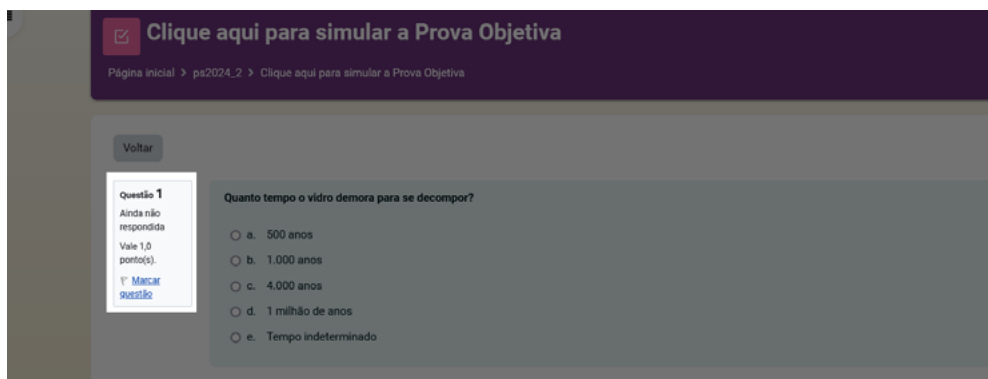 Clique aqui para simular a Prova Objetiva
Página inicial > ps2024_2 > Clique aqui para simular a Prova Objetiva
Voltar
Questão 1
Ainda não
respondida
Vale 1,0
ponto(s).
Marcar
questão
Quanto tempo o vidro demora para se decompor?
a. 500 anos
b. 1.000 anos
c. 4.000 anos
d. 1 milhão de anos
e. Tempo indeterminado